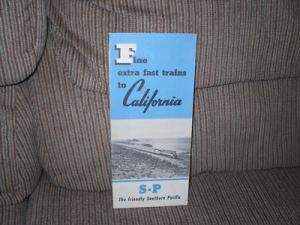 Fine
extra fast trains
to
California
S-P
The friendly Southern Pacific